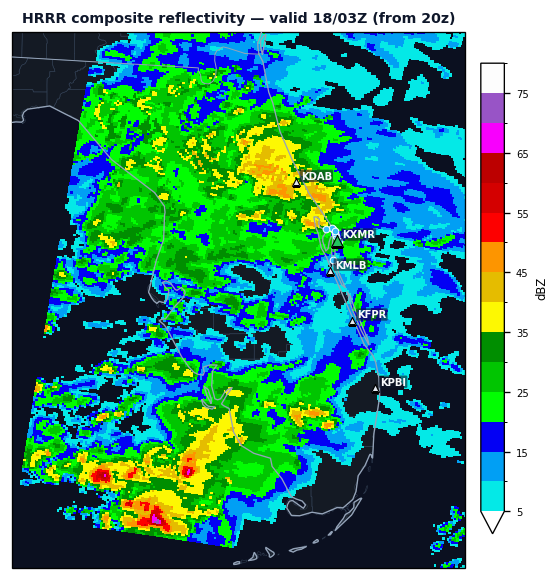 HRRR composite reflectivity — valid 18/03Z (from 20z)
KDAB
KXMR
KMLB
KFPR
KPBI
75
65
55
45
35
25
15
5
dBZ